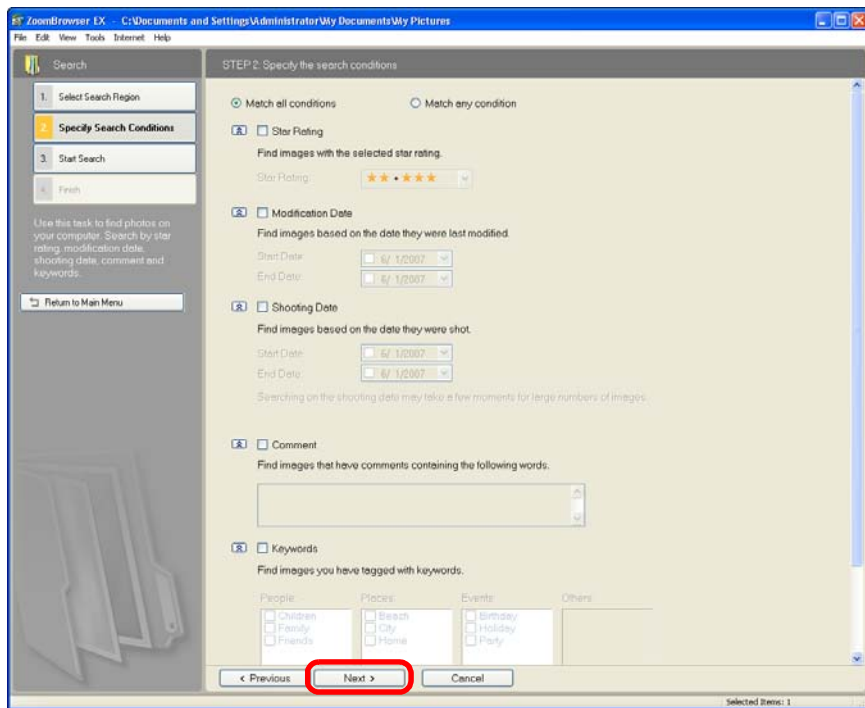 ZoomBrowser EX - C:\Documents and Settings\Administrator\My Documents\My Pictures
File Edit View Tools Internet Help
Search
1. Select Search Region
2. Specify Search Conditions
3. Start Search
4. Finish
Use this task to find photos on
your computer. Search by star
rating, modification date,
shooting date, comment and
keywords.
Return to Main Menu
STEP 2: Specify the search conditions
Match all conditions Match any condition
Star Rating
Find images with the selected star rating.
Star Rating:
Modification Date
Find images based on the date they were last modified.
Start Date: 6/ 1/2007
End Date: 6/ 1/2007
Shooting Date
Find images based on the date they were shot.
Start Date: 6/ 1/2007
End Date: 6/ 1/2007
Searching on the shooting date may take a few moments for large numbers of images.
Comment
Find images that have comments containing the following words.
Keywords
Find images you have tagged with keywords.
People: Places: Events: Others:
Children Beach Birthday
Family City Holiday
Friends Home Party
< Previous Next > Cancel
Selected Items: 1